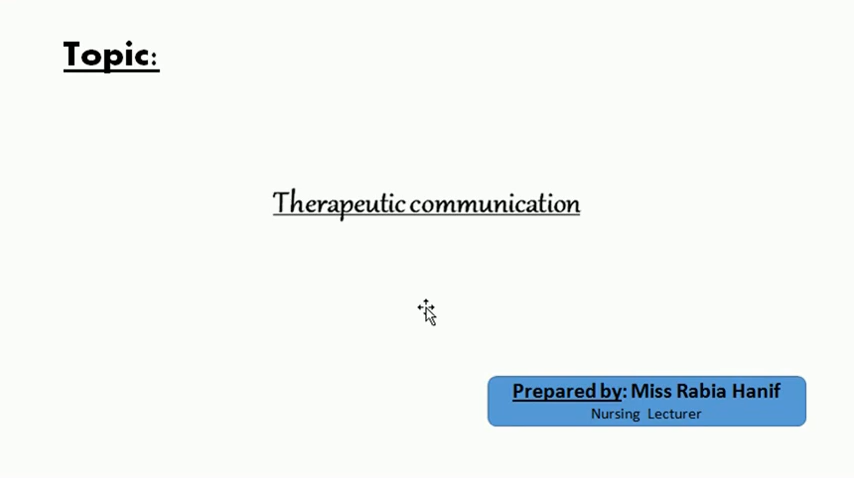 Topic:
Therapeutic communication
Prepared by: Miss Rabia Hanif
Nursing Lecturer